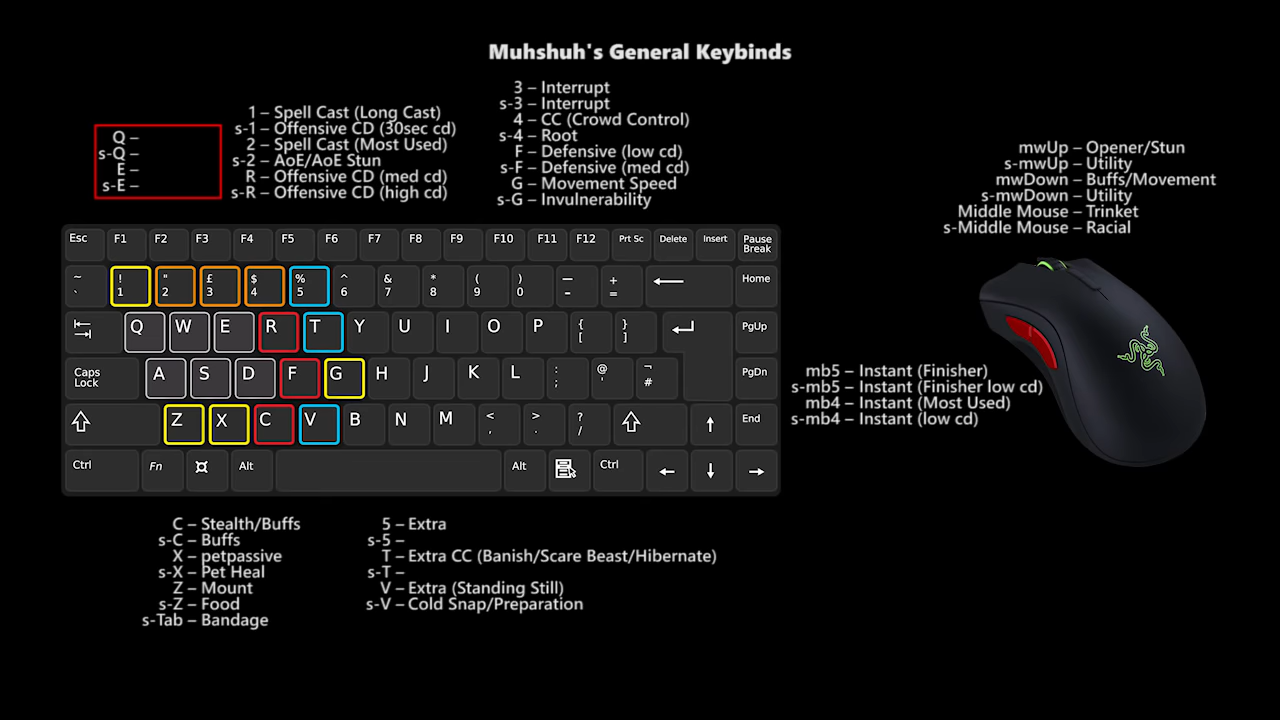 Muhshuh's General Keybinds
Q –
s-Q –
E –
s-E –
1 – Spell Cast (Long Cast)
s-1 – Offensive CD (30sec cd)
2 – Spell Cast (Most Used)
s-2 – AoE/AoE Stun
R – Offensive CD (med cd)
s-R – Offensive CD (high cd)
3 – Interrupt
s-3 – Interrupt
4 – CC (Crowd Control)
s-4 – Root
F – Defensive (low cd)
s-F – Defensive (med cd)
G – Movement Speed
s-G – Invulnerability
mwUp – Opener/Stun
s-mwUp – Utility
mwDown – Buffs/Movement
s-mwDown – Utility
Middle Mouse – Trinket
s-Middle Mouse – Racial
Esc F1 F2 F3 F4 F5 F6 F7 F8 F9 F10 F11 F12 Prt Sc Delete Insert Pause Break
~ ! " £ $ % ^ & * ( ) — +
` 1 2 3 4 5 6 7 8 9 0 - = Home
Q W E R T Y U I O P { } PgUp
[ ]
Caps Lock A S D F G H J K L : @ ¬ PgDn
; ' #
Z X C V B N M < > ? End
, . /
Ctrl Fn Alt Alt Ctrl
mb5 – Instant (Finisher)
s-mb5 – Instant (Finisher low cd)
mb4 – Instant (Most Used)
s-mb4 – Instant (low cd)
C – Stealth/Buffs
s-C – Buffs
X – petpassive
s-X – Pet Heal
Z – Mount
s-Z – Food
s-Tab – Bandage
5 – Extra
s-5 –
T – Extra CC (Banish/Scare Beast/Hibernate)
s-T –
V – Extra (Standing Still)
s-V – Cold Snap/Preparation